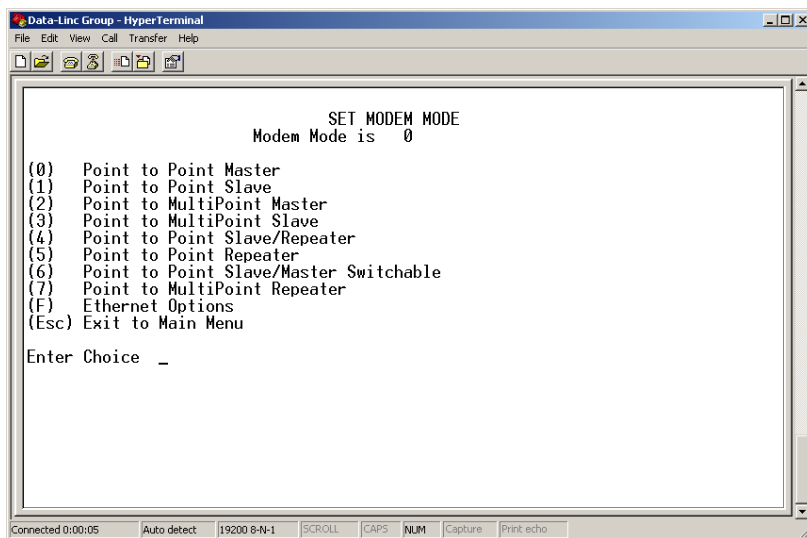 Data-Linc Group - HyperTerminal
File Edit View Call Transfer Help
SET MODEM MODE
Modem Mode is 0
(0) Point to Point Master
(1) Point to Point Slave
(2) Point to MultiPoint Master
(3) Point to MultiPoint Slave
(4) Point to Point Slave/Repeater
(5) Point to Point Repeater
(6) Point to Point Slave/Master Switchable
(7) Point to MultiPoint Repeater
(F) Ethernet Options
(Esc) Exit to Main Menu
Enter Choice _
Connected 0:00:05 Auto detect 19200 8-N-1 SCROLL CAPS NUM Capture Print echo